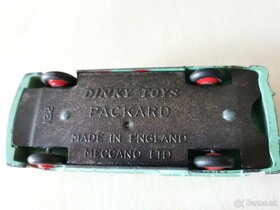 DINKY TOYS
PACKARD
132
MADE IN ENGLAND
MECCANO LTD
Bazos.sk